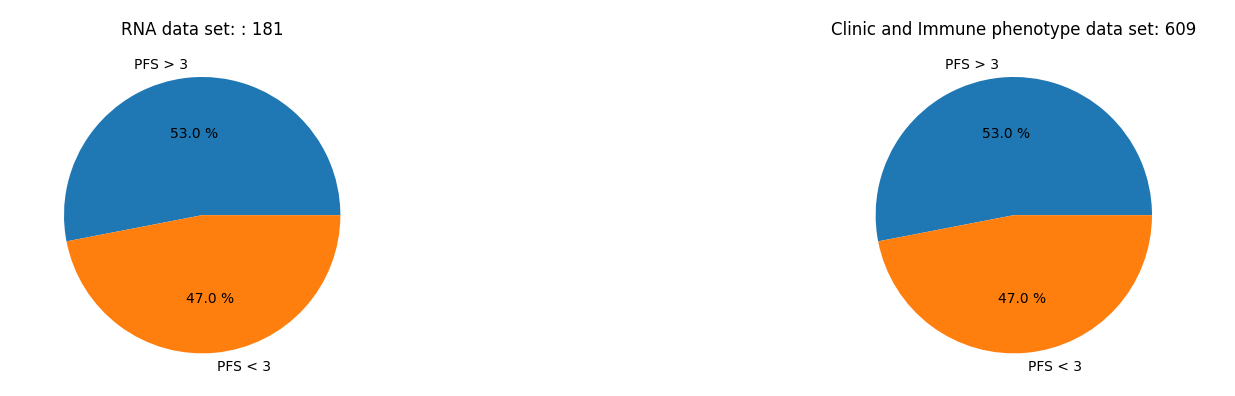 RNA data set: : 181
PFS > 3
53.0 %
47.0 %
PFS < 3
Clinic and Immune phenotype data set: 609
PFS > 3
53.0 %
47.0 %
PFS < 3